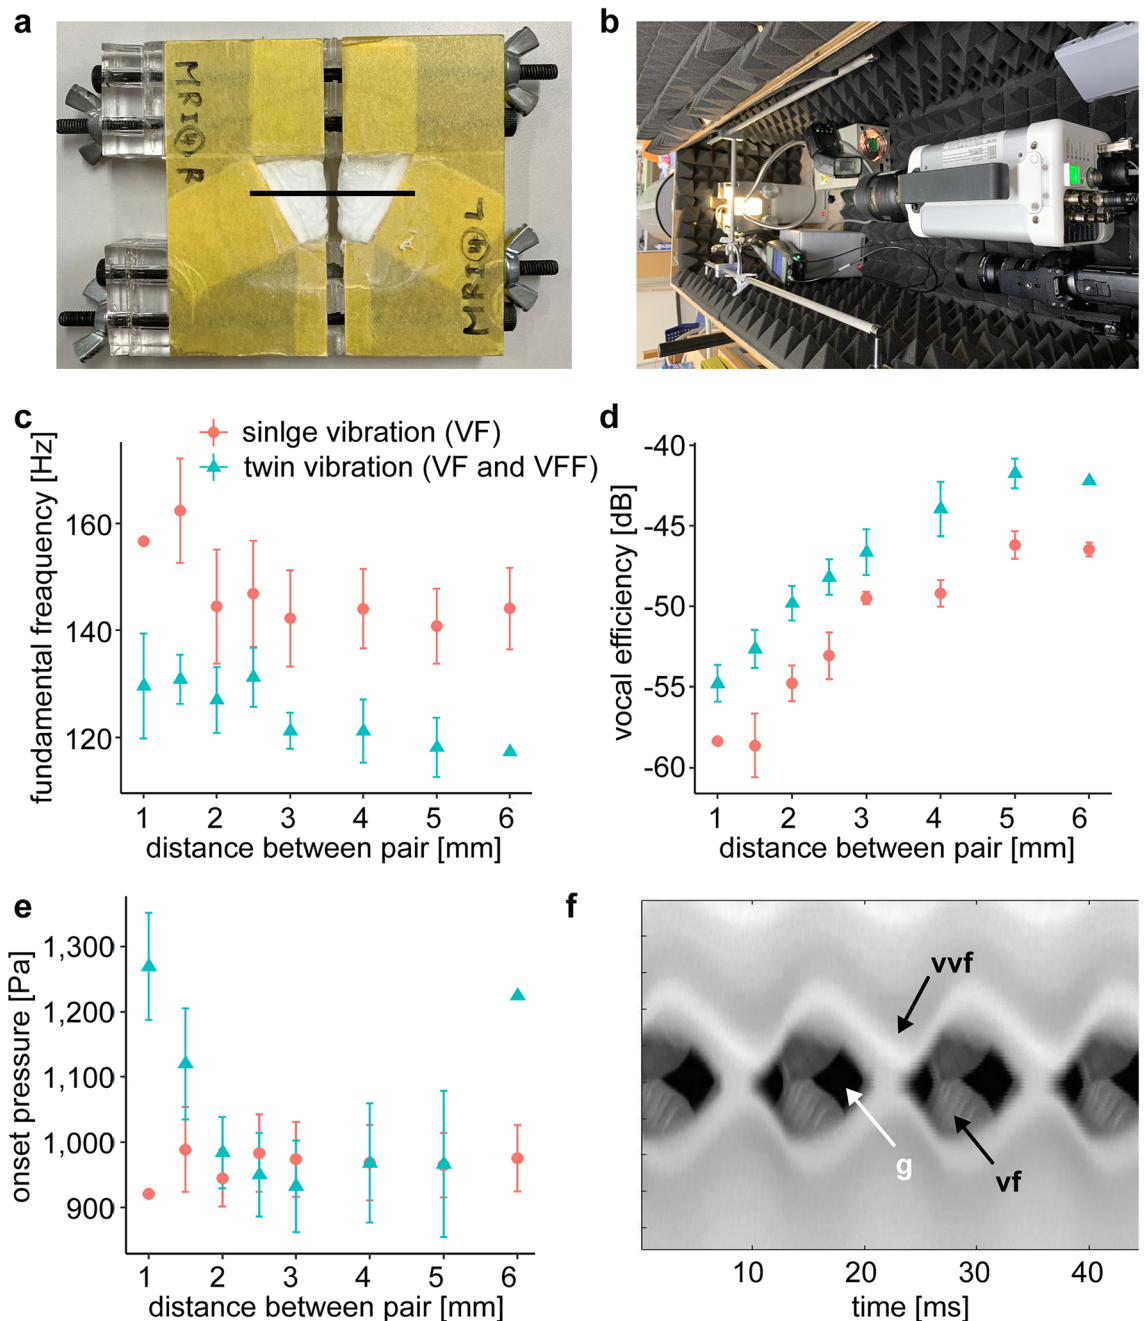 a
b
MRI④R
MRI④L
c
sinlge vibration (VF)
twin vibration (VF and VFF)
fundamental freaquency [Hz]
160
140
120
1 2 3 4 5 6
distance between pair [mm]
d
vocal efficiency [dB]
-40
-45
-50
-55
-60
1 2 3 4 5 6
distance between pair [mm]
e
onset pressure [Pa]
1,300
1,200
1,100
1,000
900
1 2 3 4 5 6
distance between pair [mm]
f
vvf
g
vf
10 20 30 40
time [ms]